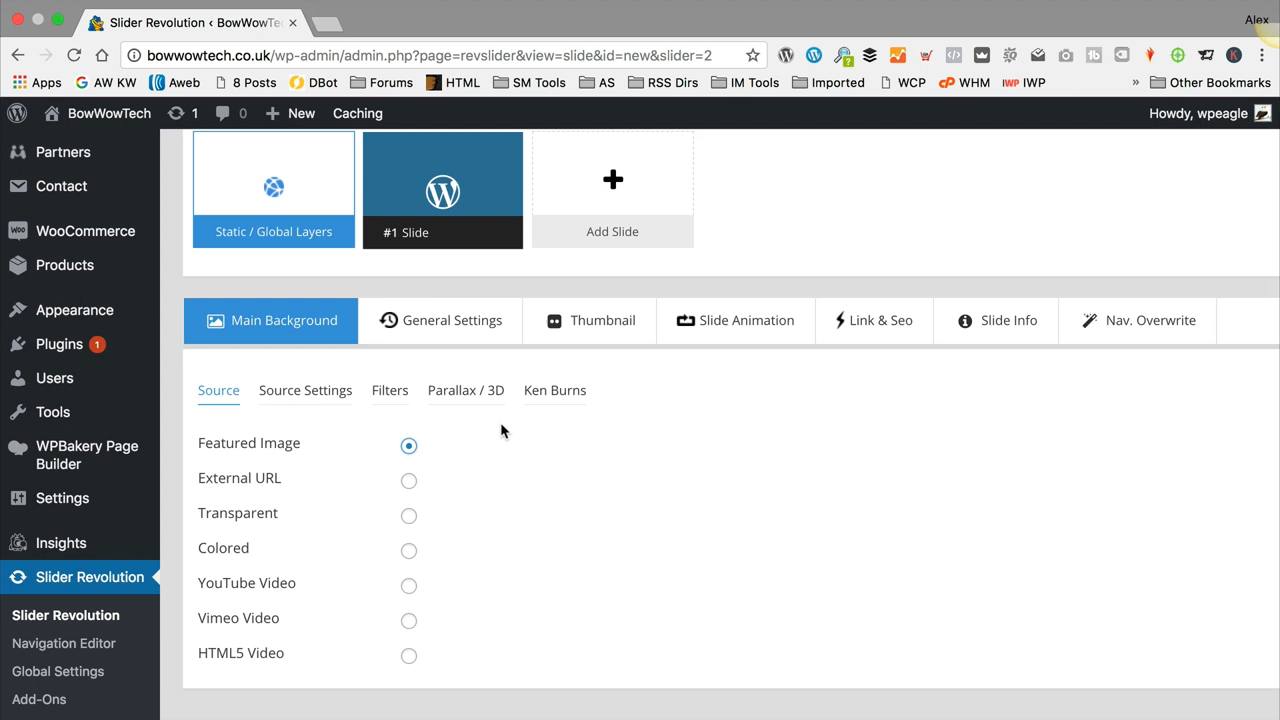 Slider Revolution ‹ BowWowTec
Alex
bowwowtech.co.uk/wp-admin/admin.php?page=revslider&view=slide&id=new&slider=2
Apps AW KW Aweb 8 Posts DBot Forums HTML SM Tools AS RSS Dirs IM Tools Imported WCP WHM IWP » Other Bookmarks
BowWowTech 1 0 New Caching Howdy, wpeagle
Partners
Contact
WooCommerce
Products
Appearance
Plugins 1
Users
Tools
WPBakery Page
Builder
Settings
Insights
Slider Revolution
Slider Revolution
Navigation Editor
Global Settings
Add-Ons
Static / Global Layers #1 Slide Add Slide
Main Background General Settings Thumbnail Slide Animation Link & Seo Slide Info Nav. Overwrite
Source Source Settings Filters Parallax / 3D Ken Burns
Featured Image
External URL
Transparent
Colored
YouTube Video
Vimeo Video
HTML5 Video